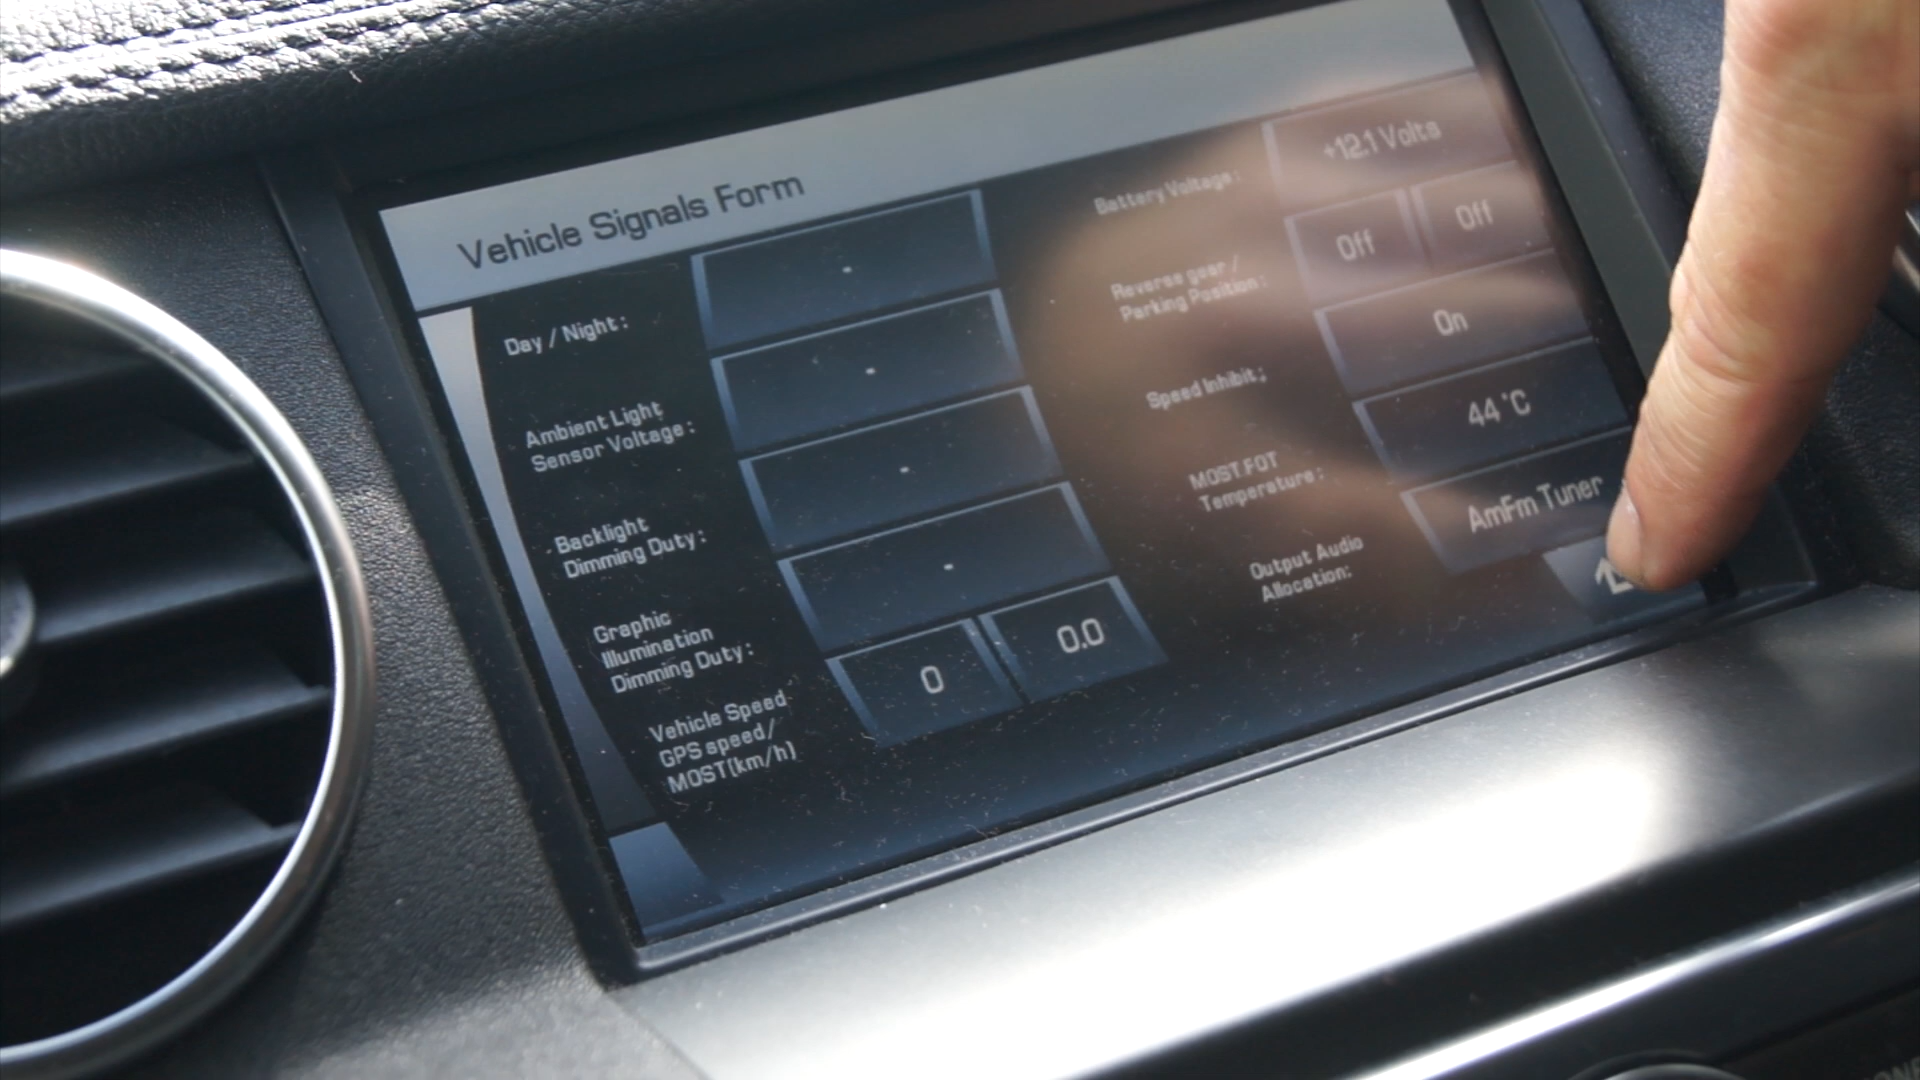 Vehicle Signals Form
Day / Night :
-
Ambient Light
Sensor Voltage :
-
Backlight
Dimming Duty :
-
Graphic
Illumination
Dimming Duty :
-
Vehicle Speed
GPS speed/
MOST[km/h]
0
0.0
Battery Voltage :
+12.1 Volts
Reverse gear /
Parking Position :
Off
Off
Speed Inhibit :
On
MOST FOT
Temperature :
44 °C
Output Audio
Allocation:
AmFm Tuner